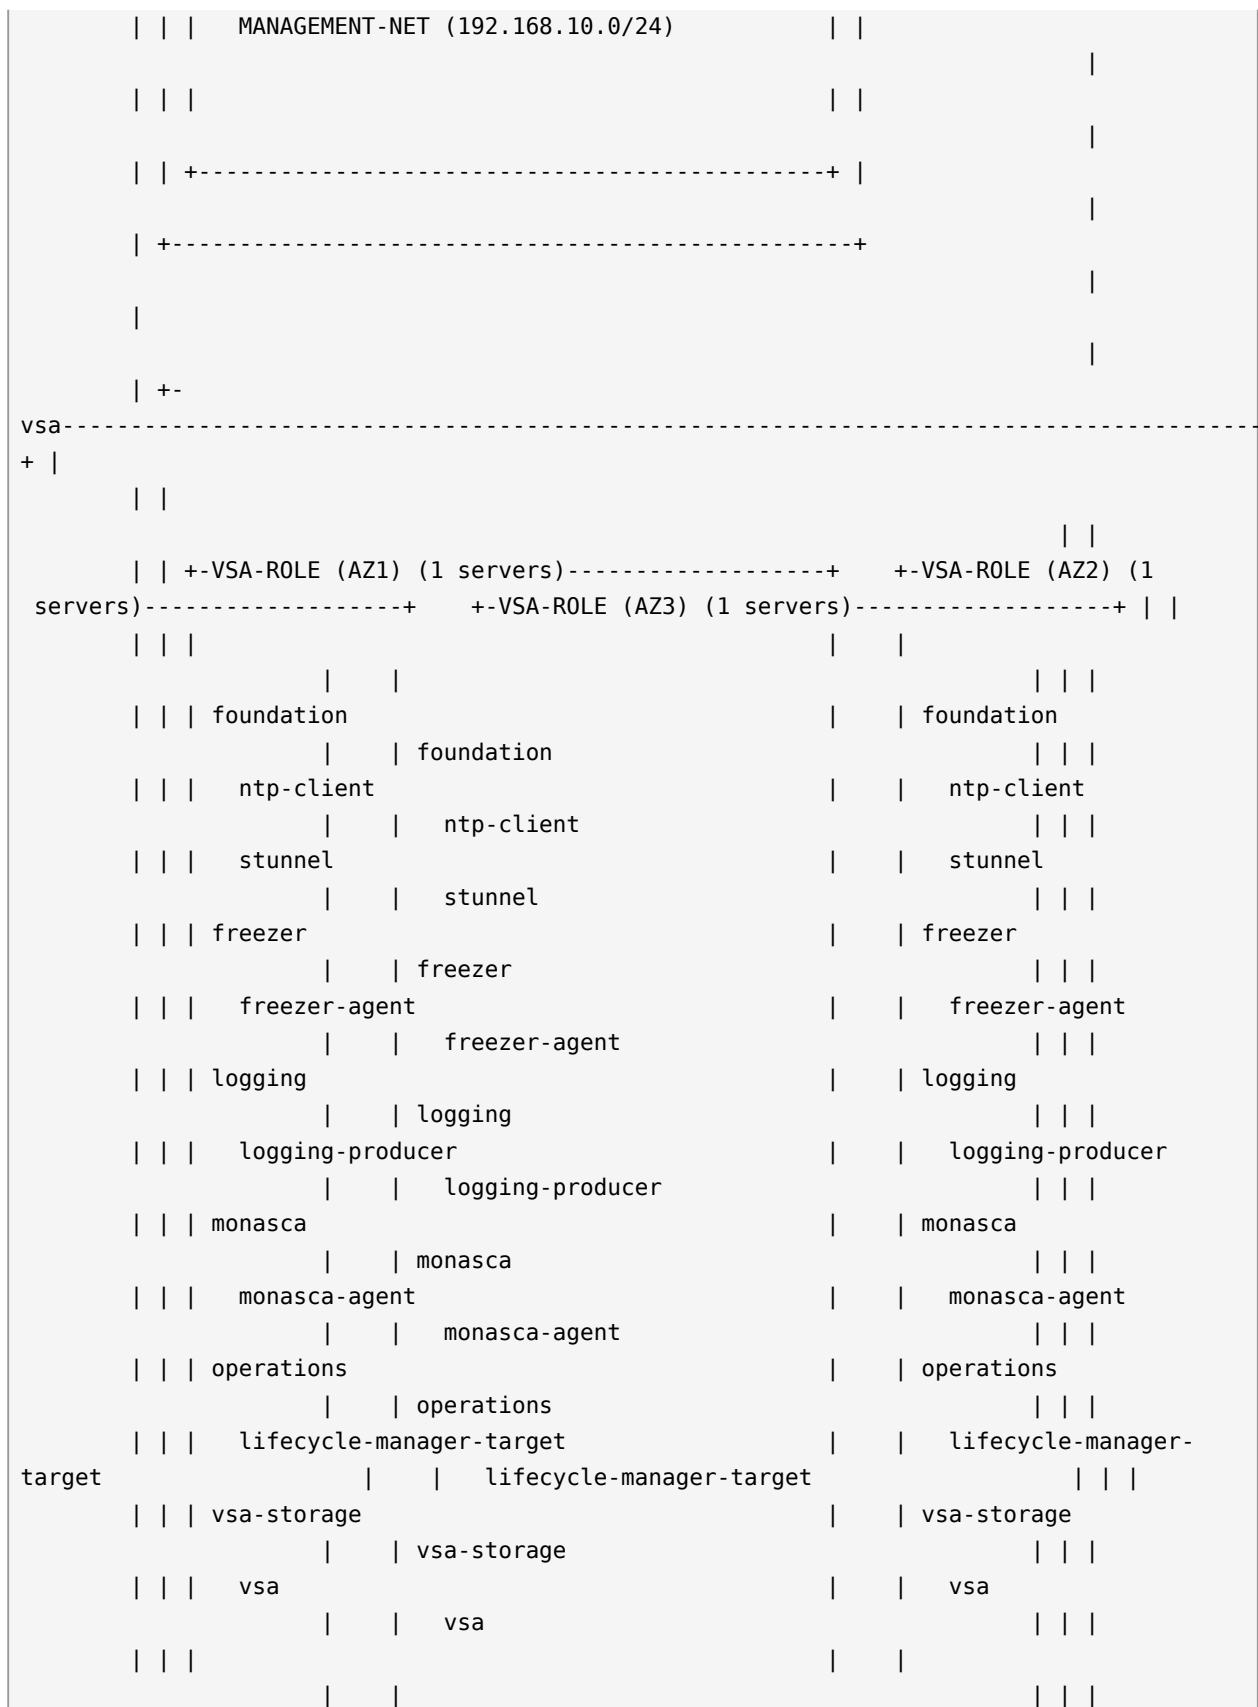 | | |   MANAGEMENT-NET (192.168.10.0/24)           | |
|
| | |                                              | |
|
| | +----------------------------------------------+ |
|
| +--------------------------------------------------+
|
|
|
| +-
vsa----------------------------------------------------------------------------------------
+ |
| |
| |
| | +-VSA-ROLE (AZ1) (1 servers)-------------------+    +-VSA-ROLE (AZ2) (1
servers)-------------------+    +-VSA-ROLE (AZ3) (1 servers)-------------------+ | |
| | |                                              |    |
|    |                                              | | |
| | | foundation                                   |    | foundation
|    | foundation                                   | | |
| | |   ntp-client                                 |    |   ntp-client
|    |   ntp-client                                 | | |
| | |   stunnel                                    |    |   stunnel
|    |   stunnel                                    | | |
| | | freezer                                      |    | freezer
|    | freezer                                      | | |
| | |   freezer-agent                              |    |   freezer-agent
|    |   freezer-agent                              | | |
| | | logging                                      |    | logging
|    | logging                                      | | |
| | |   logging-producer                           |    |   logging-producer
|    |   logging-producer                           | | |
| | | monasca                                      |    | monasca
|    | monasca                                      | | |
| | |   monasca-agent                              |    |   monasca-agent
|    |   monasca-agent                              | | |
| | | operations                                   |    | operations
|    | operations                                   | | |
| | |   lifecycle-manager-target                   |    |   lifecycle-manager-
target                   |    |   lifecycle-manager-target                   | | |
| | | vsa-storage                                  |    | vsa-storage
|    | vsa-storage                                  | | |
| | |   vsa                                        |    |   vsa
|    |   vsa                                        | | |
| | |                                              |    |
|    |                                              | | |